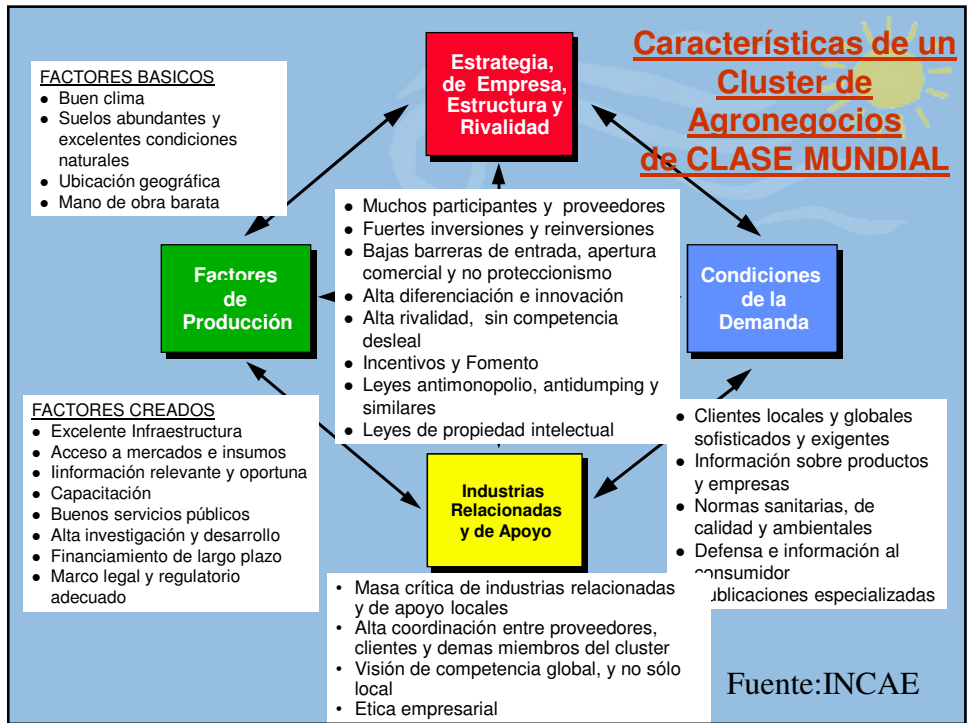 Características de un
Cluster de
Agronegocios
de CLASE MUNDIAL
Estrategia,
de Empresa,
Estructura y
Rivalidad
FACTORES BASICOS
● Buen clima
● Suelos abundantes y
excelentes condiciones
naturales
● Ubicación geográfica
● Mano de obra barata
● Muchos participantes y proveedores
● Fuertes inversiones y reinversiones
● Bajas barreras de entrada, apertura
comercial y no proteccionismo
● Alta diferenciación e innovación
● Alta rivalidad, sin competencia
desleal
● Incentivos y Fomento
● Leyes antimonopolio, antidumping y
similares
● Leyes de propiedad intelectual
Factores
de
Producción
Condiciones
de la
Demanda
FACTORES CREADOS
● Excelente Infraestructura
● Acceso a mercados e insumos
● Iinformación relevante y oportuna
● Capacitación
● Buenos servicios públicos
● Alta investigación y desarrollo
● Financiamiento de largo plazo
● Marco legal y regulatorio
adecuado
Industrias
Relacionadas
y de Apoyo
● Clientes locales y globales
sofisticados y exigentes
● Información sobre productos
y empresas
● Normas sanitarias, de
calidad y ambientales
● Defensa e información al
consumidor
Publicaciones especializadas
• Masa crítica de industrias relacionadas
y de apoyo locales
• Alta coordinación entre proveedores,
clientes y demas miembros del cluster
• Visión de competencia global, y no sólo
local
• Etica empresarial
Fuente:INCAE